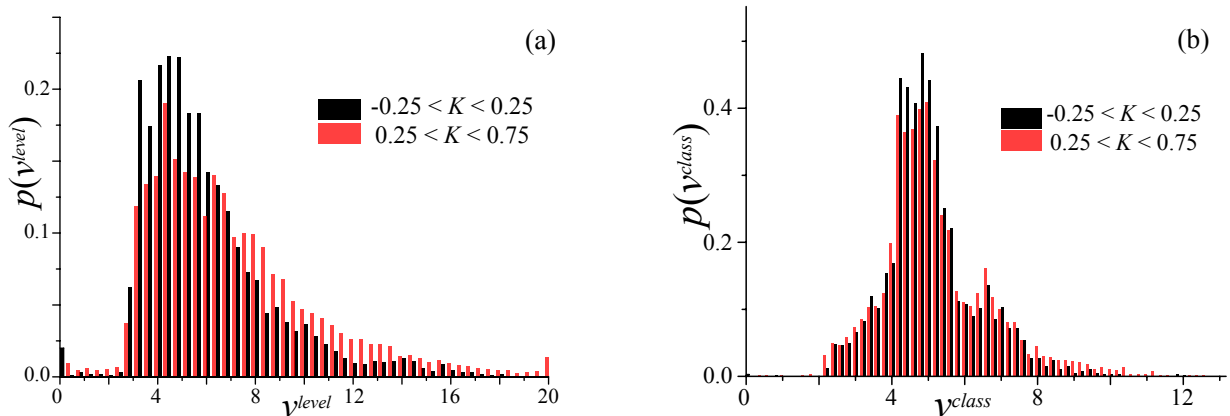 (a)
-0.25 < K < 0.25
0.25 < K < 0.75
p(v^level)
0.2
0.1
0.0
4
8
12
16
20
v^level
(b)
-0.25 < K < 0.25
0.25 < K < 0.75
p(v^class)
0.4
0.2
0.0
0
4
8
12
v^class